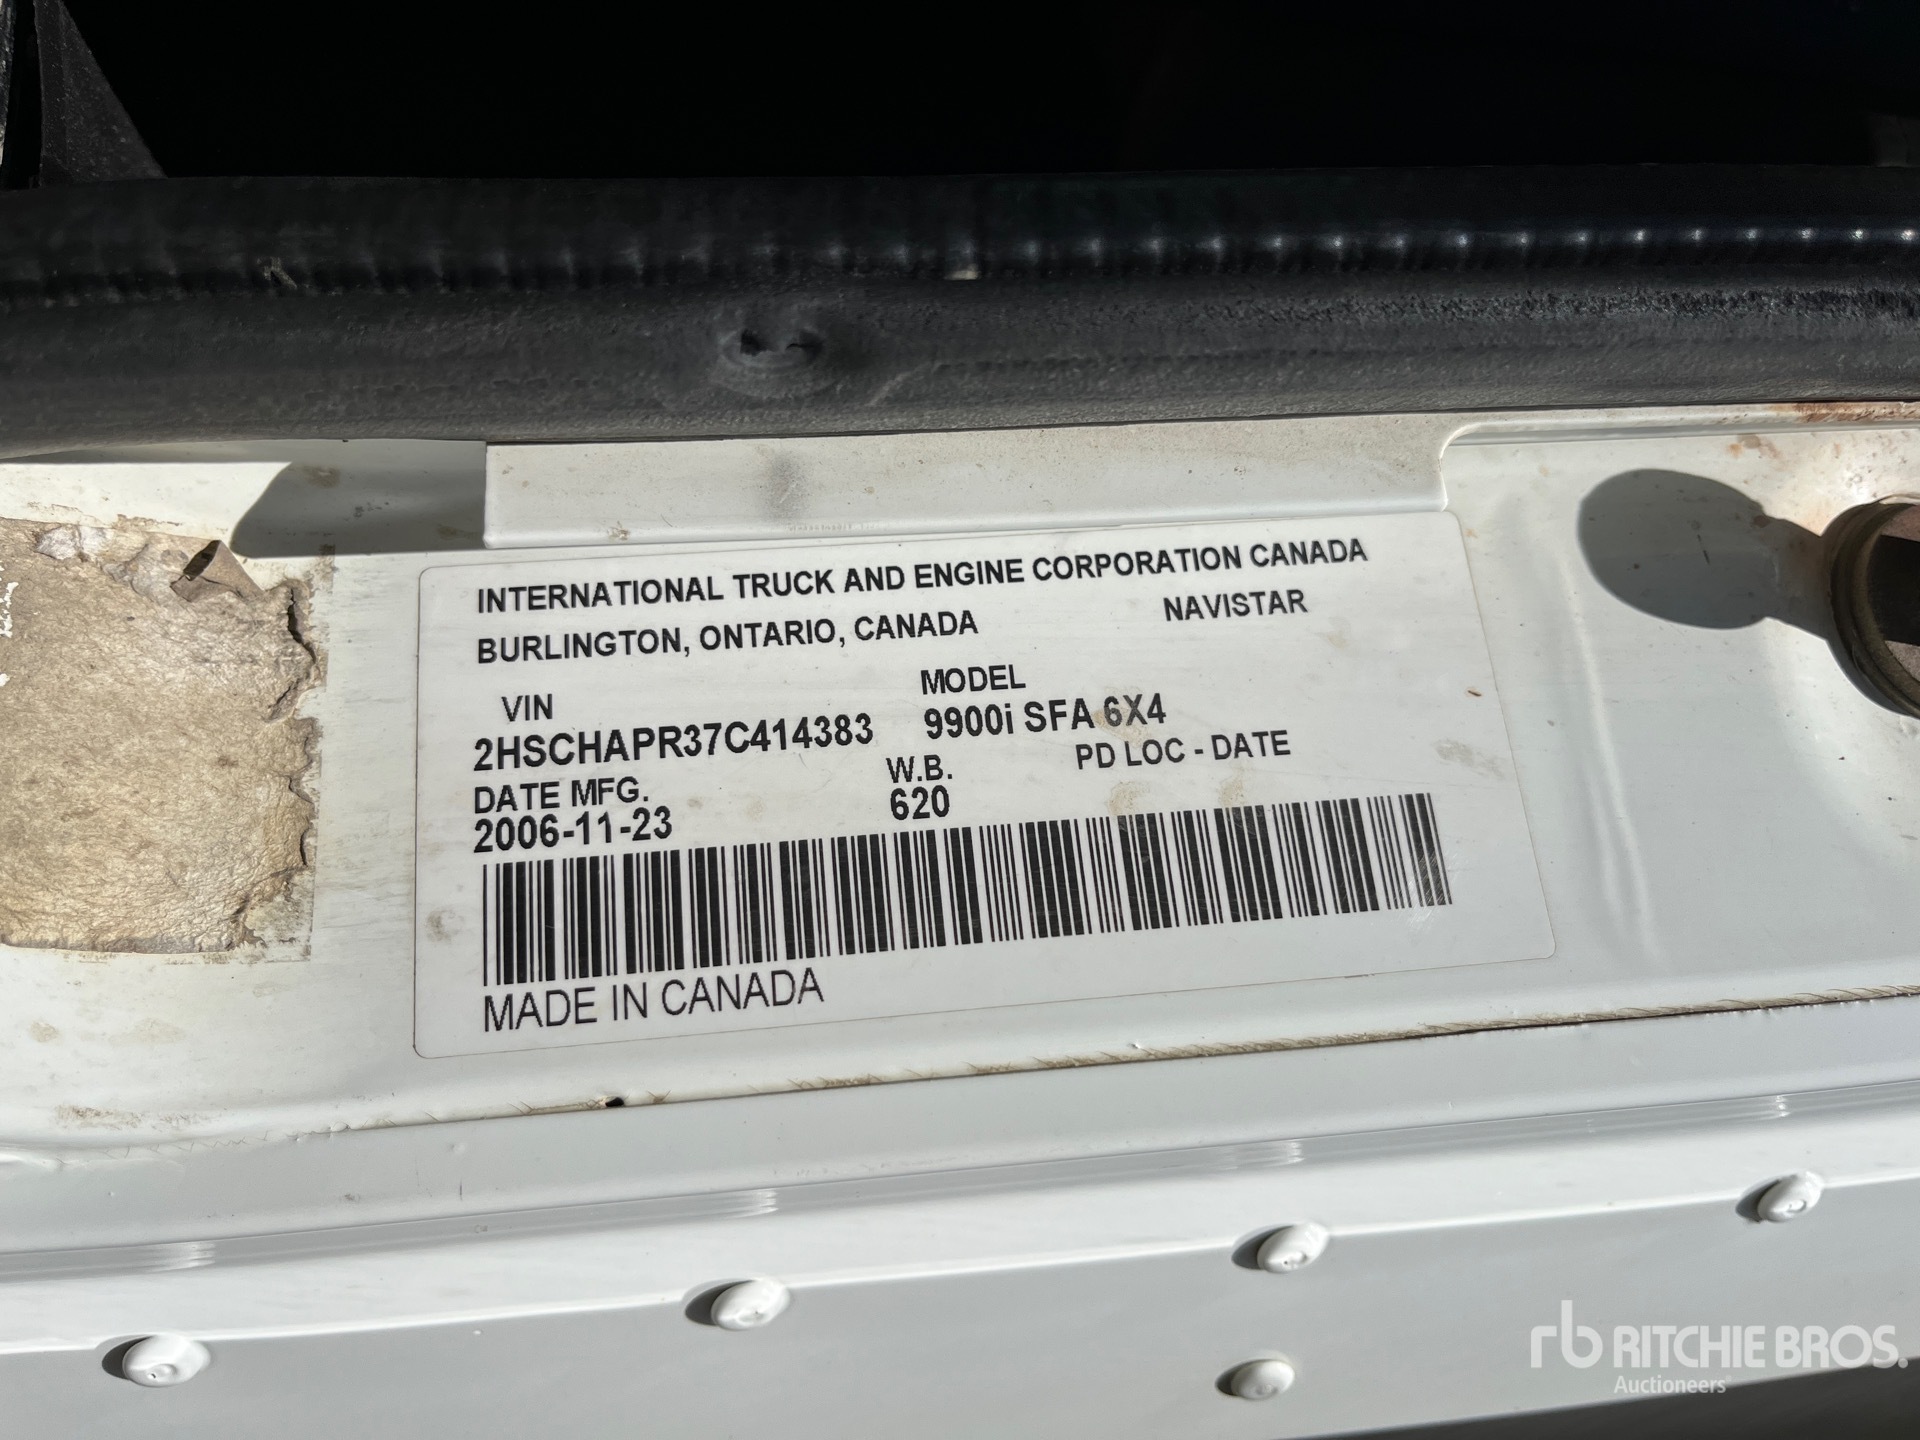 INTERNATIONAL TRUCK AND ENGINE CORPORATION CANADA
BURLINGTON, ONTARIO, CANADA NAVISTAR
VIN MODEL
2HSCHAPR37C414383 9900i SFA 6X4
DATE MFG. W.B. PD LOC - DATE
2006-11-23 620
MADE IN CANADA
rb RITCHIE BROS.
Auctioneers